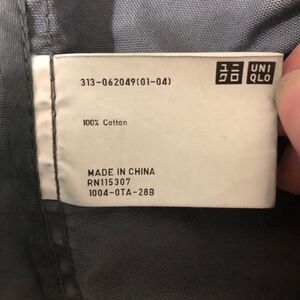 313-062049(01-04)
ユニ
クロ
UNI
QLO
100% Cotton
MADE IN CHINA
RN115307
1004-0TA-28B